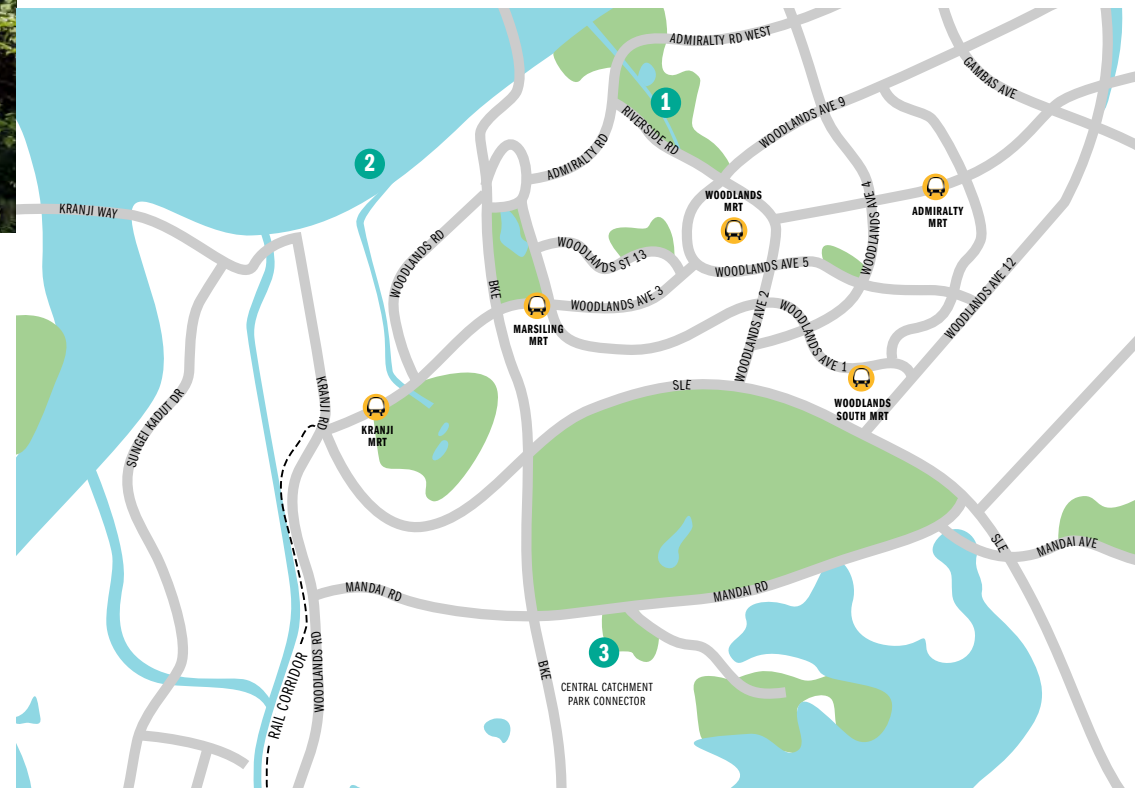 ADMIRALTY RD WEST
GAMBAS AVE
1
WOODLANDS AVE 9
RIVERSIDE RD
2
ADMIRALTY RD
WOODLANDS
MRT
ADMIRALTY
MRT
WOODLANDS AVE 4
KRANJI WAY
WOODLANDS RD
WOODLANDS ST 13
WOODLANDS AVE 5
BKE
WOODLANDS AVE 3
WOODLANDS AVE 2
WOODLANDS AVE 12
MARSILING
MRT
WOODLANDS AVE 1
SLE
WOODLANDS
SOUTH MRT
KRANJI RD
KRANJI
MRT
SUNGEI KADUT DR
SLE
MANDAI AVE
MANDAI RD
MANDAI RD
3
CENTRAL CATCHMENT
PARK CONNECTOR
BKE
WOODLANDS RD
RAIL CORRIDOR